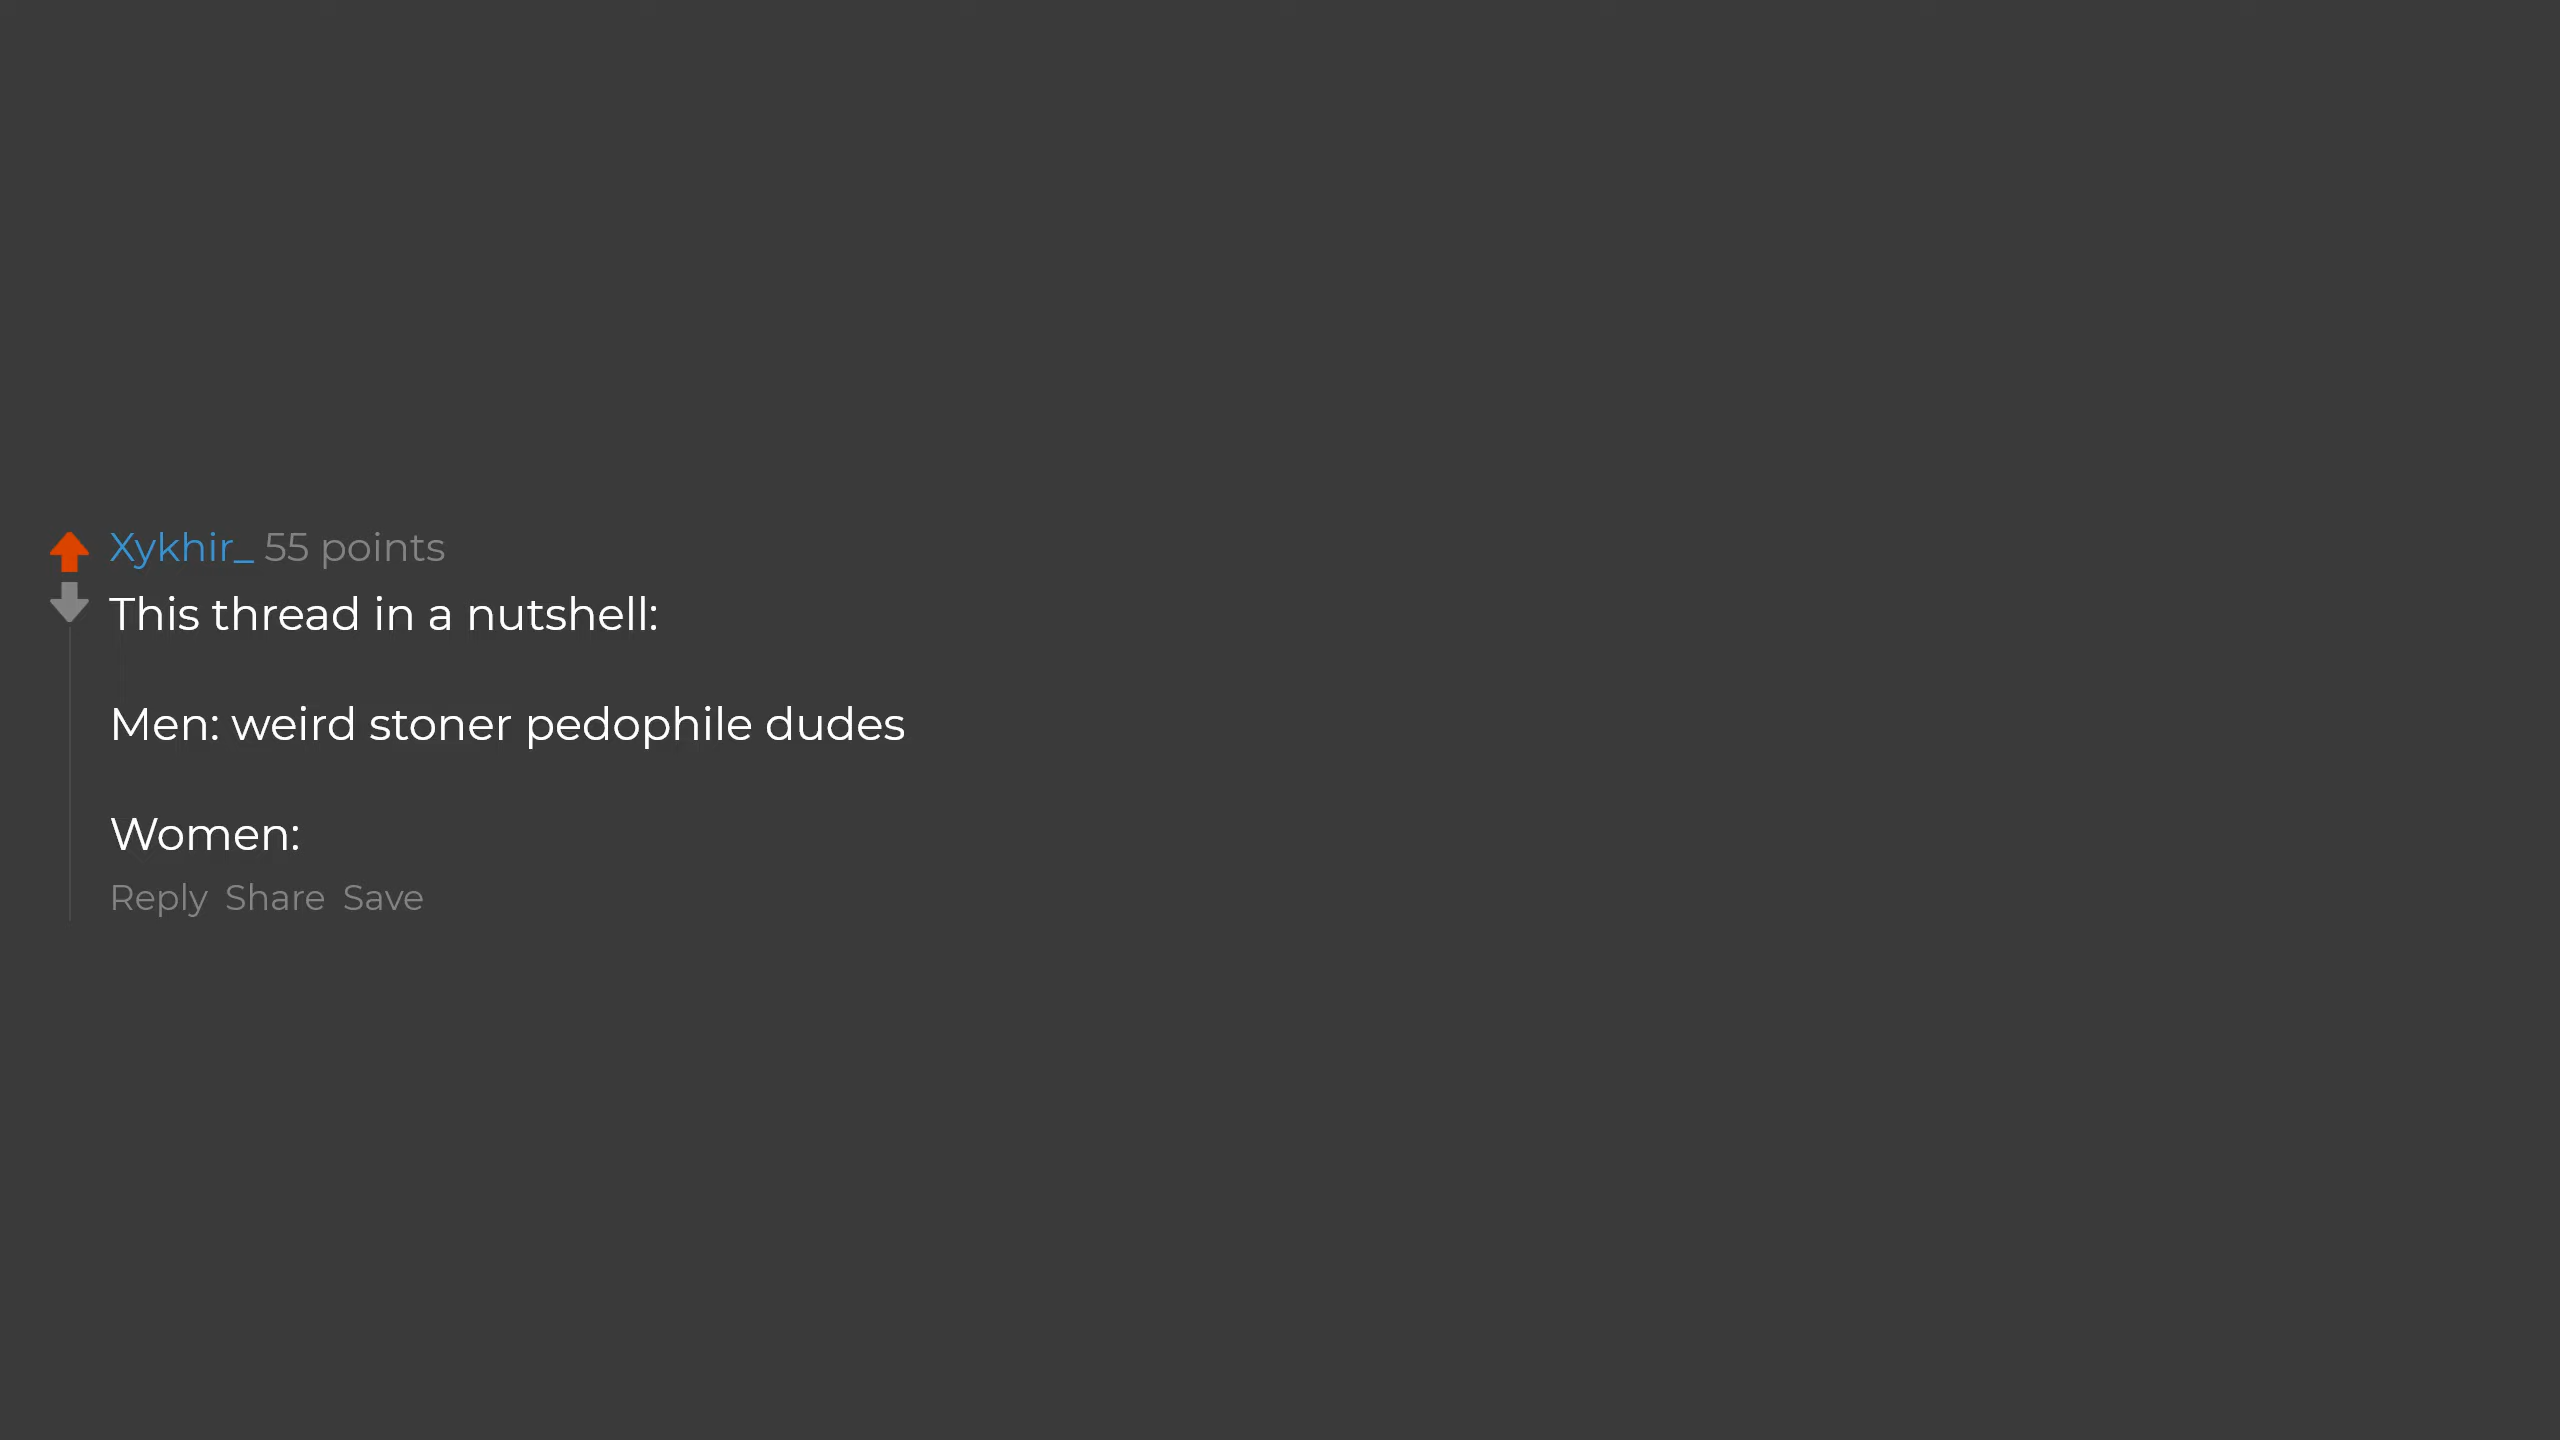 Xykhir_ 55 points
This thread in a nutshell:
Men: weird stoner pedophile dudes
Women:
Reply Share Save